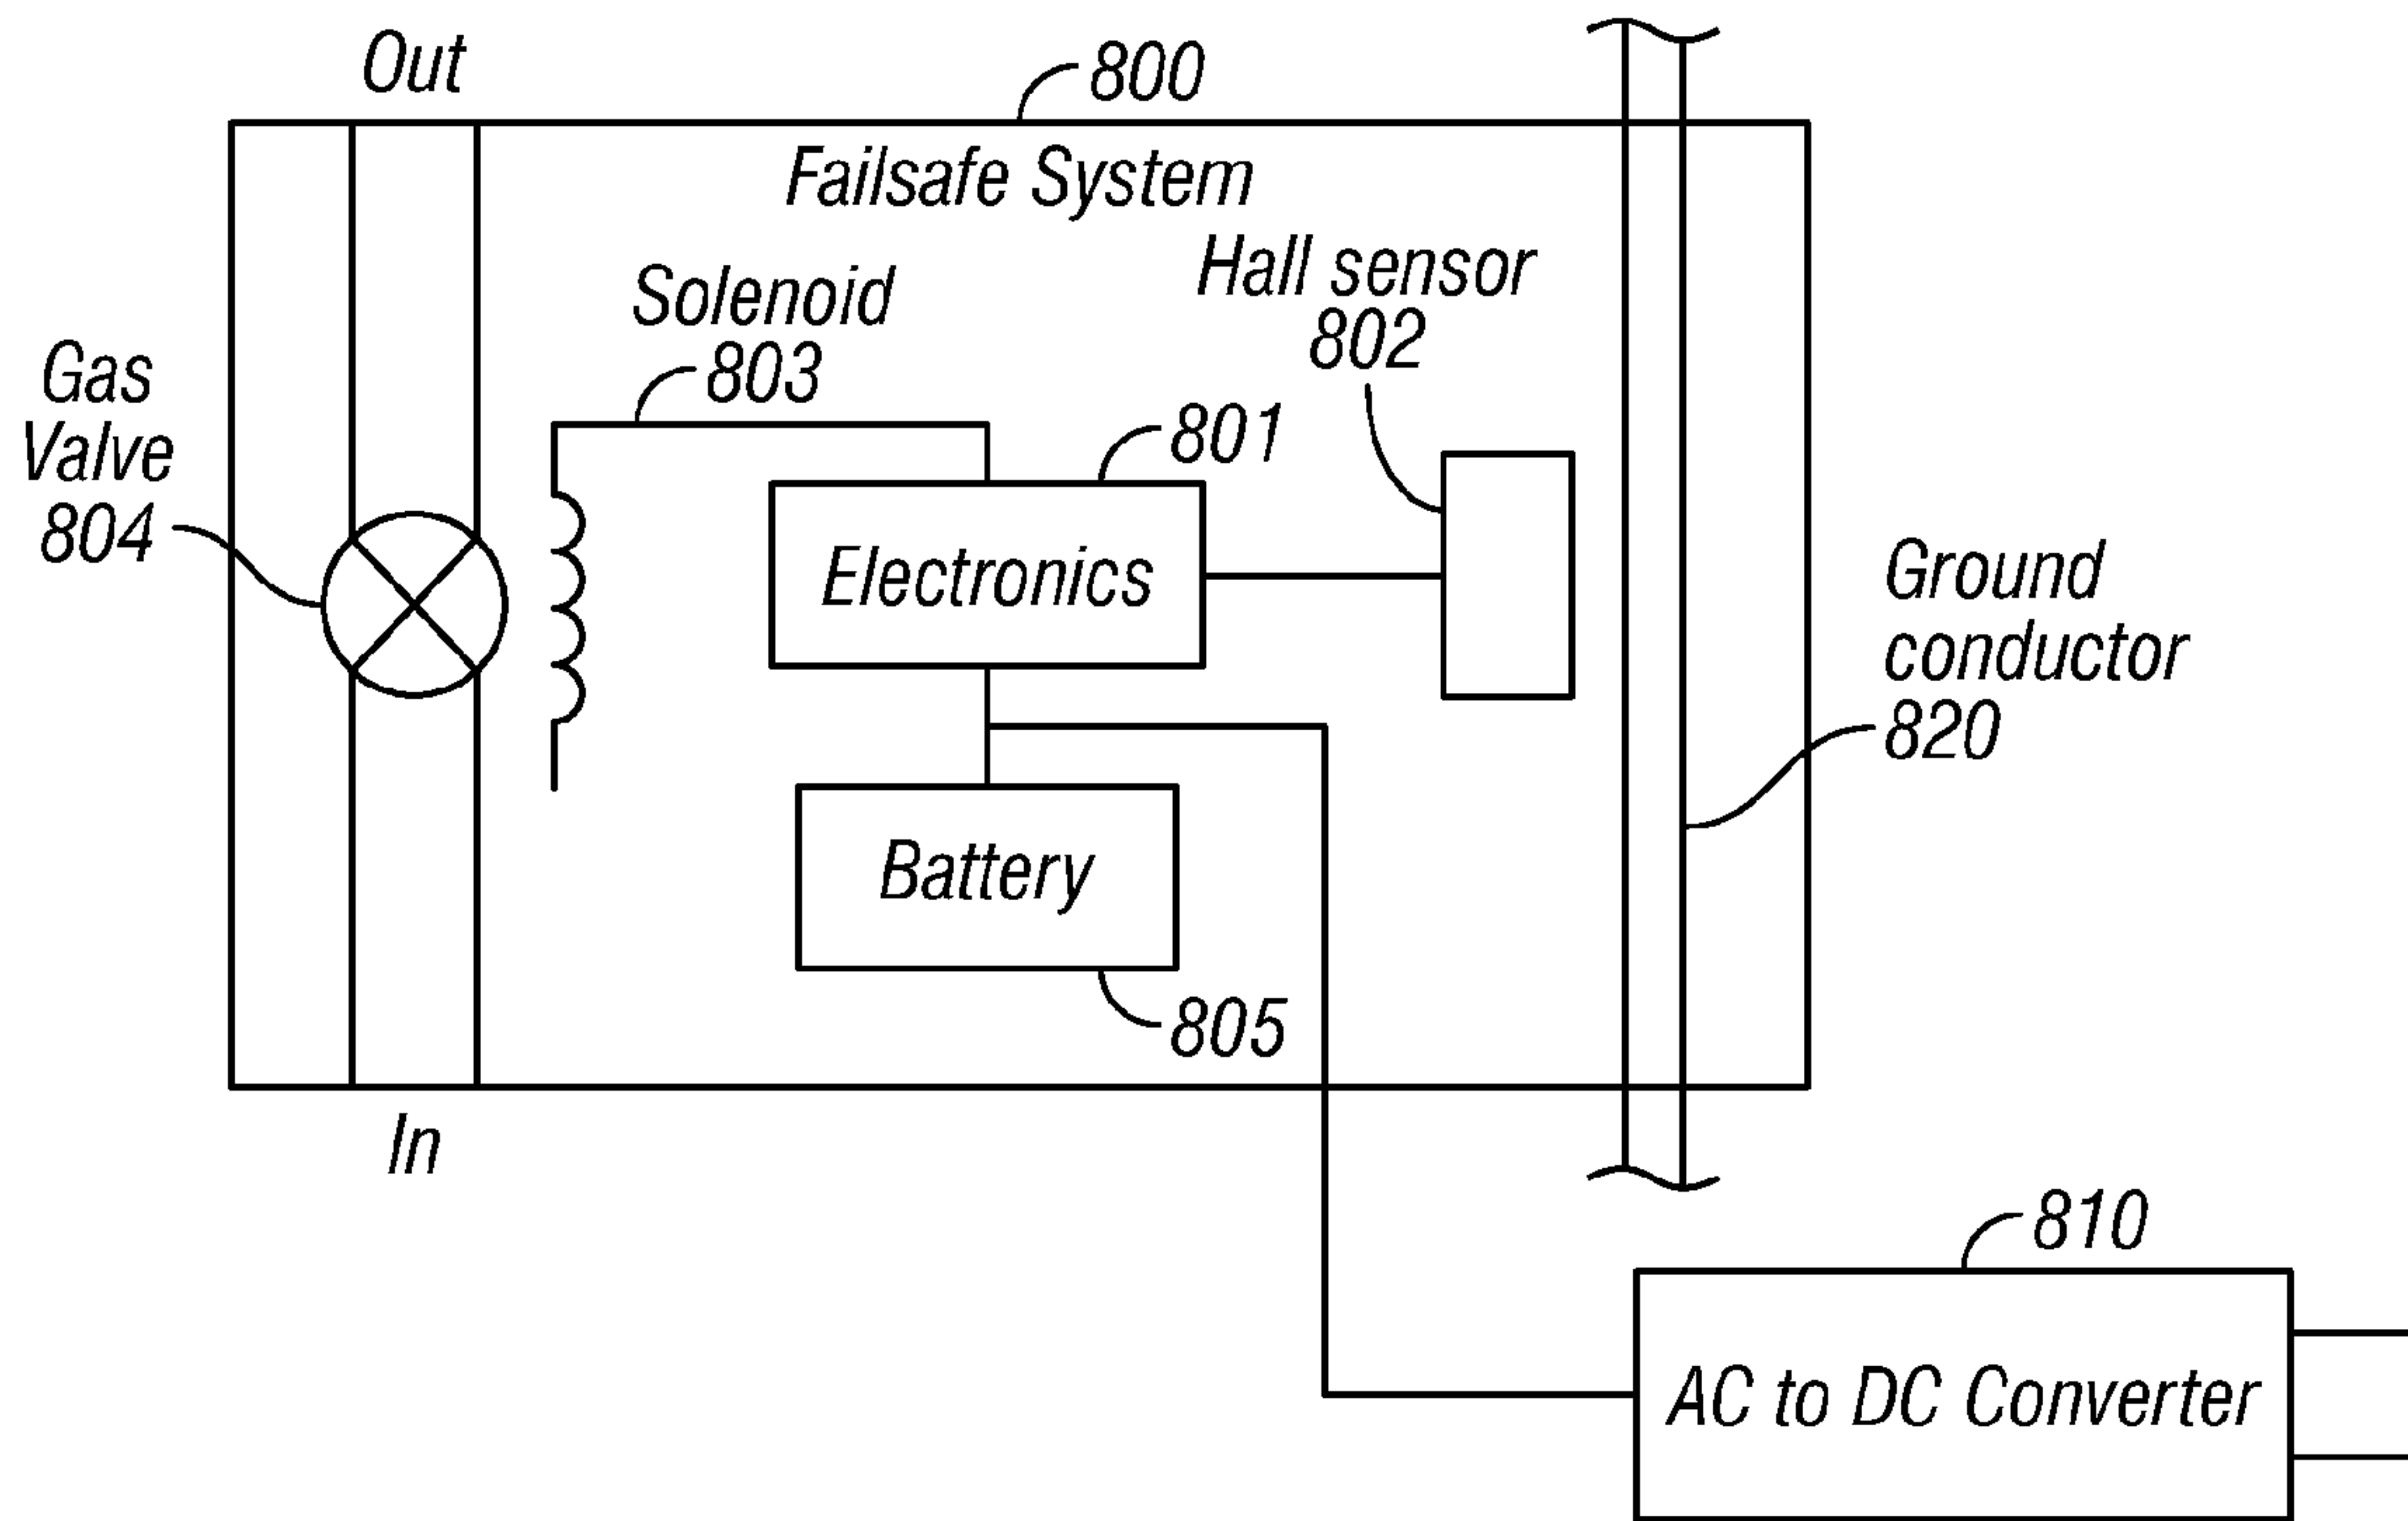 Out
800
Failsafe System
Hall sensor
802
Solenoid
803
Gas
Valve
804
801
Electronics
Ground
conductor
820
Battery
805
In
810
AC to DC Converter